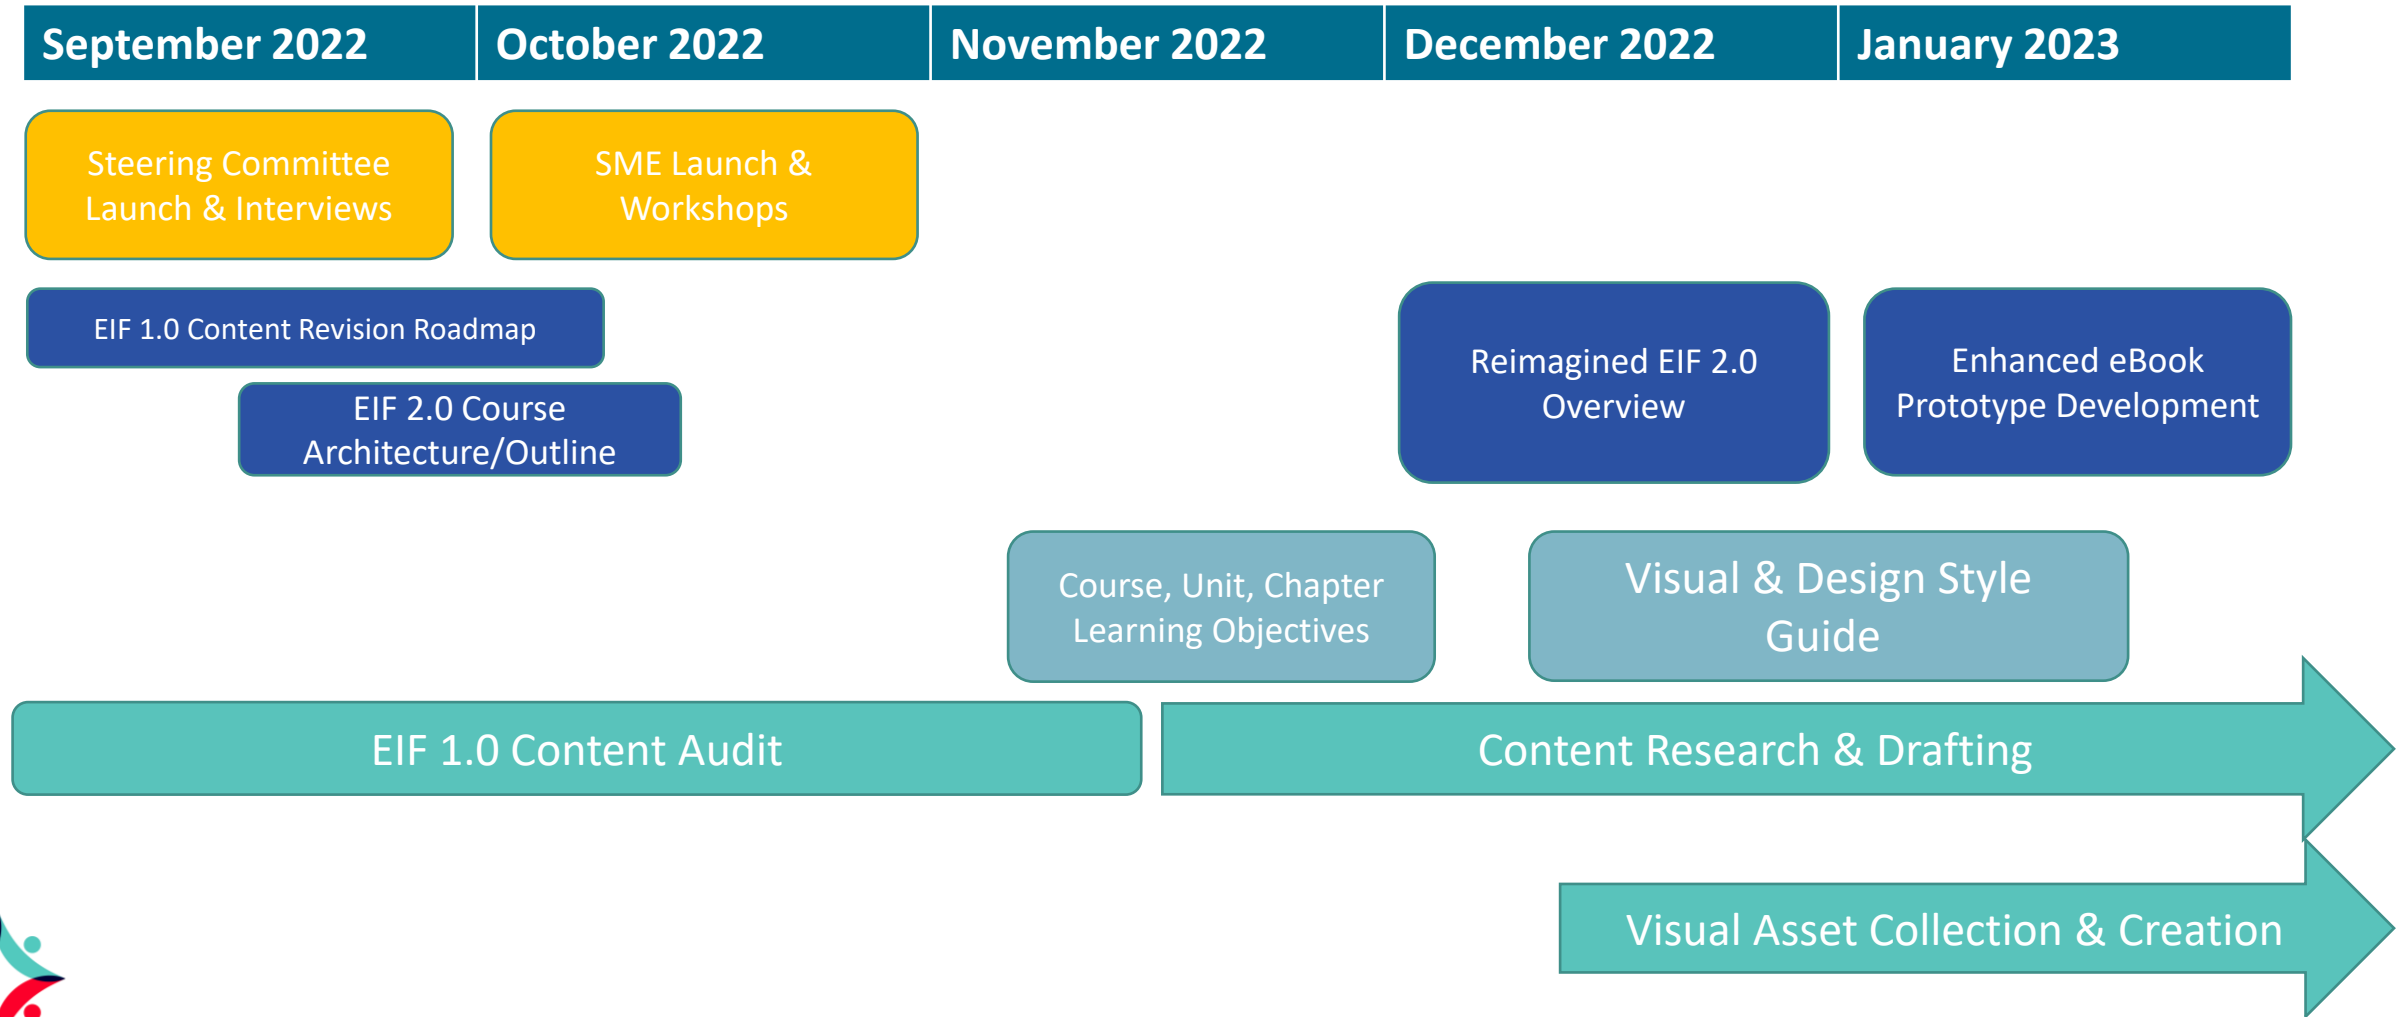 September 2022
October 2022
November 2022
December 2022
January 2023
Steering Committee
Launch & Interviews
SME Launch &
Workshops
EIF 1.0 Content Revision Roadmap
EIF 2.0 Course
Architecture/Outline
Reimagined EIF 2.0
Overview
Enhanced eBook
Prototype Development
Course, Unit, Chapter
Learning Objectives
Visual & Design Style
Guide
EIF 1.0 Content Audit
Content Research & Drafting
Visual Asset Collection & Creation